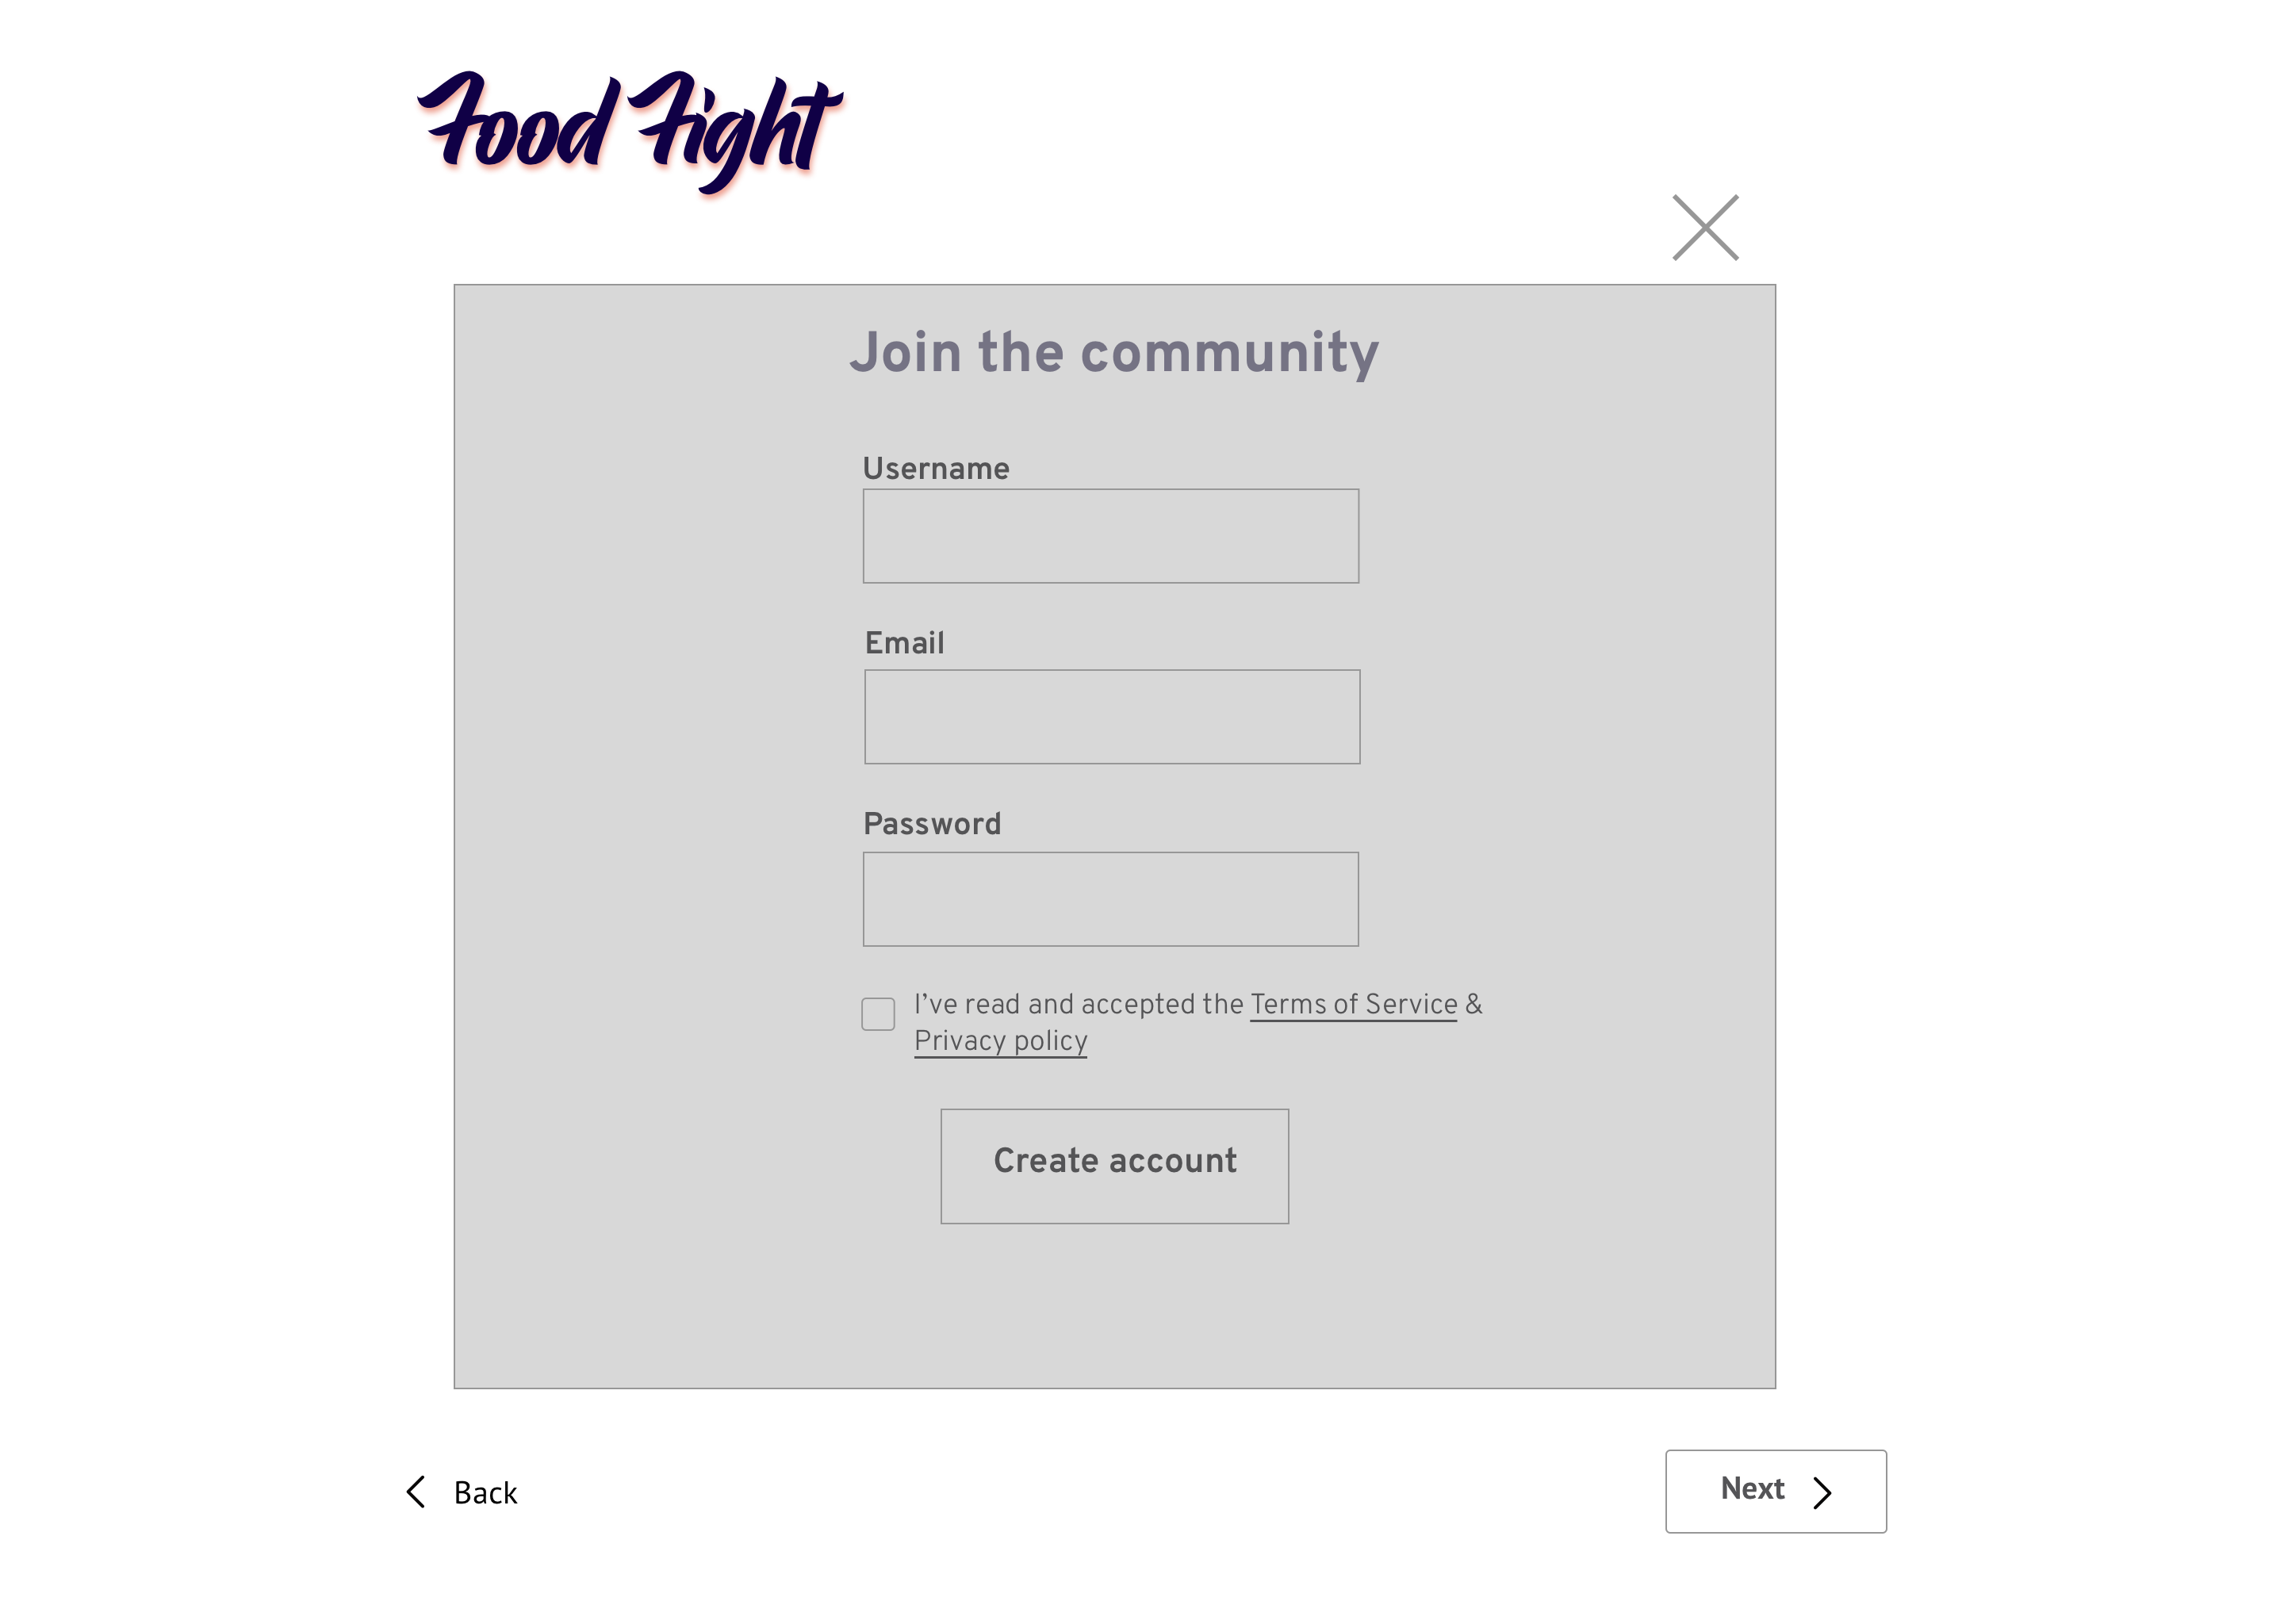 Food Fight
Join the community
Username
Email
Password
I’ve read and accepted the Terms of Service &
Privacy policy
Create account
Back
Next